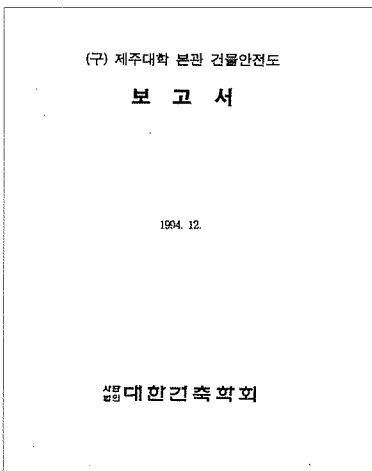 (구) 제주대학 본관 건물안전도
보 고 서
1994. 12.
사단법인 대한건축학회